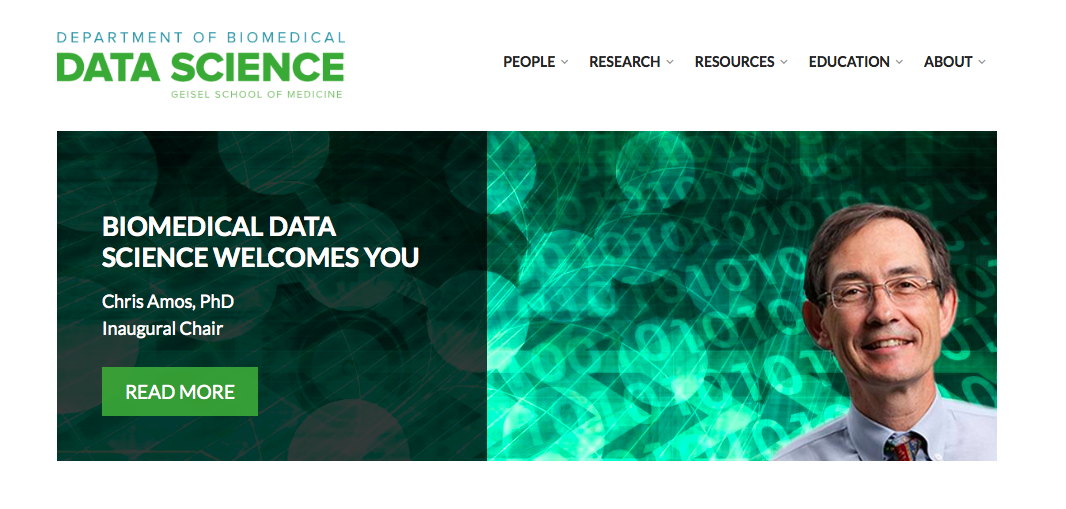 DEPARTMENT OF BIOMEDICAL
DATA SCIENCE
GEISEL SCHOOL OF MEDICINE
PEOPLE RESEARCH RESOURCES EDUCATION ABOUT
BIOMEDICAL DATA
SCIENCE WELCOMES YOU
Chris Amos, PhD
Inaugural Chair
READ MORE